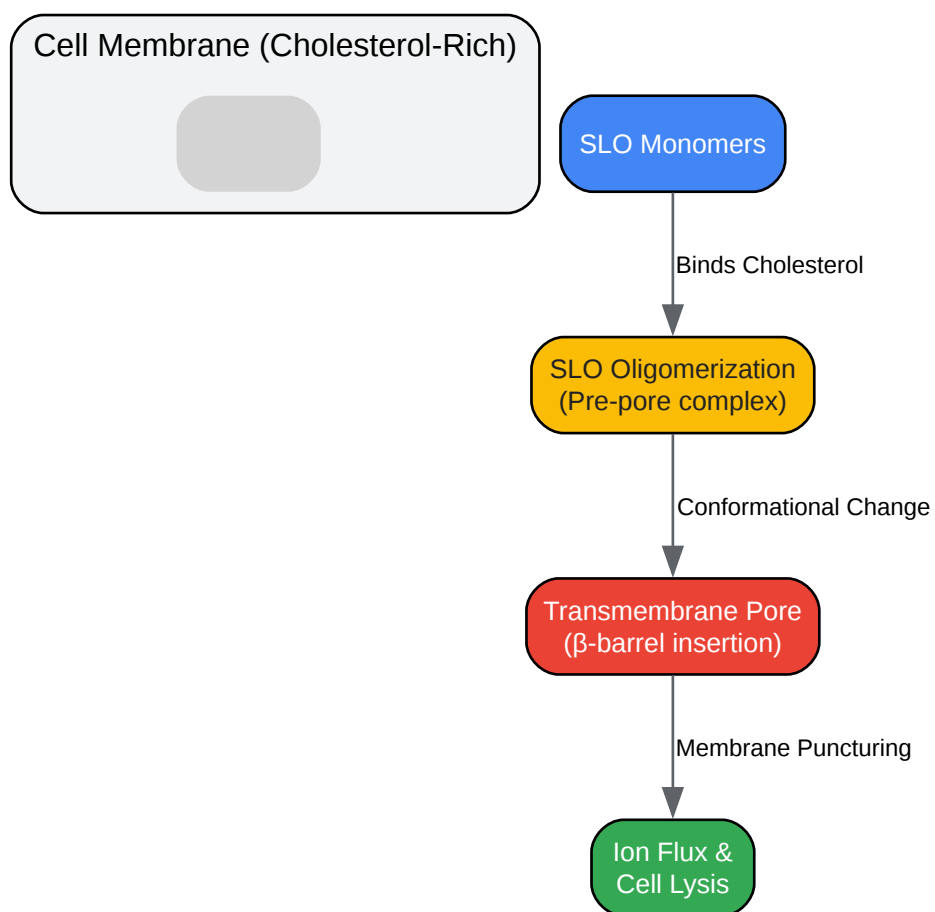 Cell Membrane (Cholesterol-Rich)
SLO Monomers
Binds Cholesterol
SLO Oligomerization
(Pre-pore complex)
Conformational Change
Transmembrane Pore
(β-barrel insertion)
Membrane Puncturing
Ion Flux &
Cell Lysis